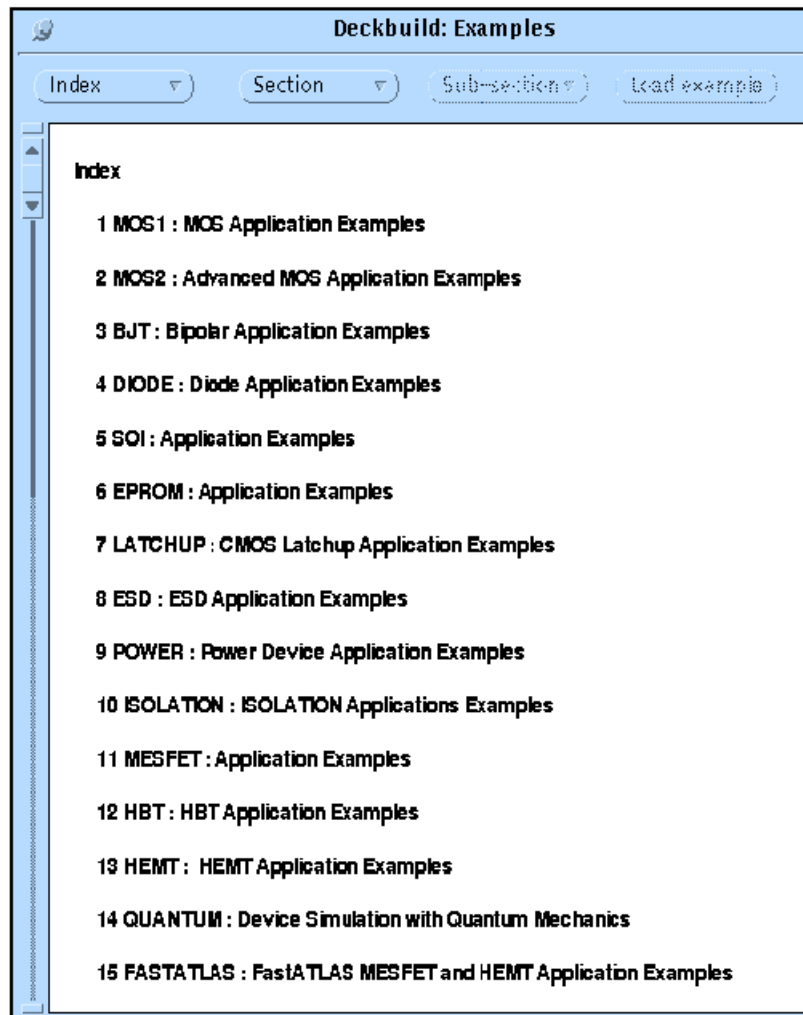 Deckbuild: Examples
Index Section Sub-section Load example
Index
1 MOS1 : MOS Application Examples
2 MOS2 : Advanced MOS Application Examples
3 BJT : Bipolar Application Examples
4 DIODE : Diode Application Examples
5 SOI : Application Examples
6 EPROM : Application Examples
7 LATCHUP : CMOS Latchup Application Examples
8 ESD : ESD Application Examples
9 POWER : Power Device Application Examples
10 ISOLATION : ISOLATION Applications Examples
11 MESFET : Application Examples
12 HBT : HBT Application Examples
13 HEMT : HEMT Application Examples
14 QUANTUM : Device Simulation with Quantum Mechanics
15 FASTATLAS : FastATLAS MESFET and HEMT Application Examples